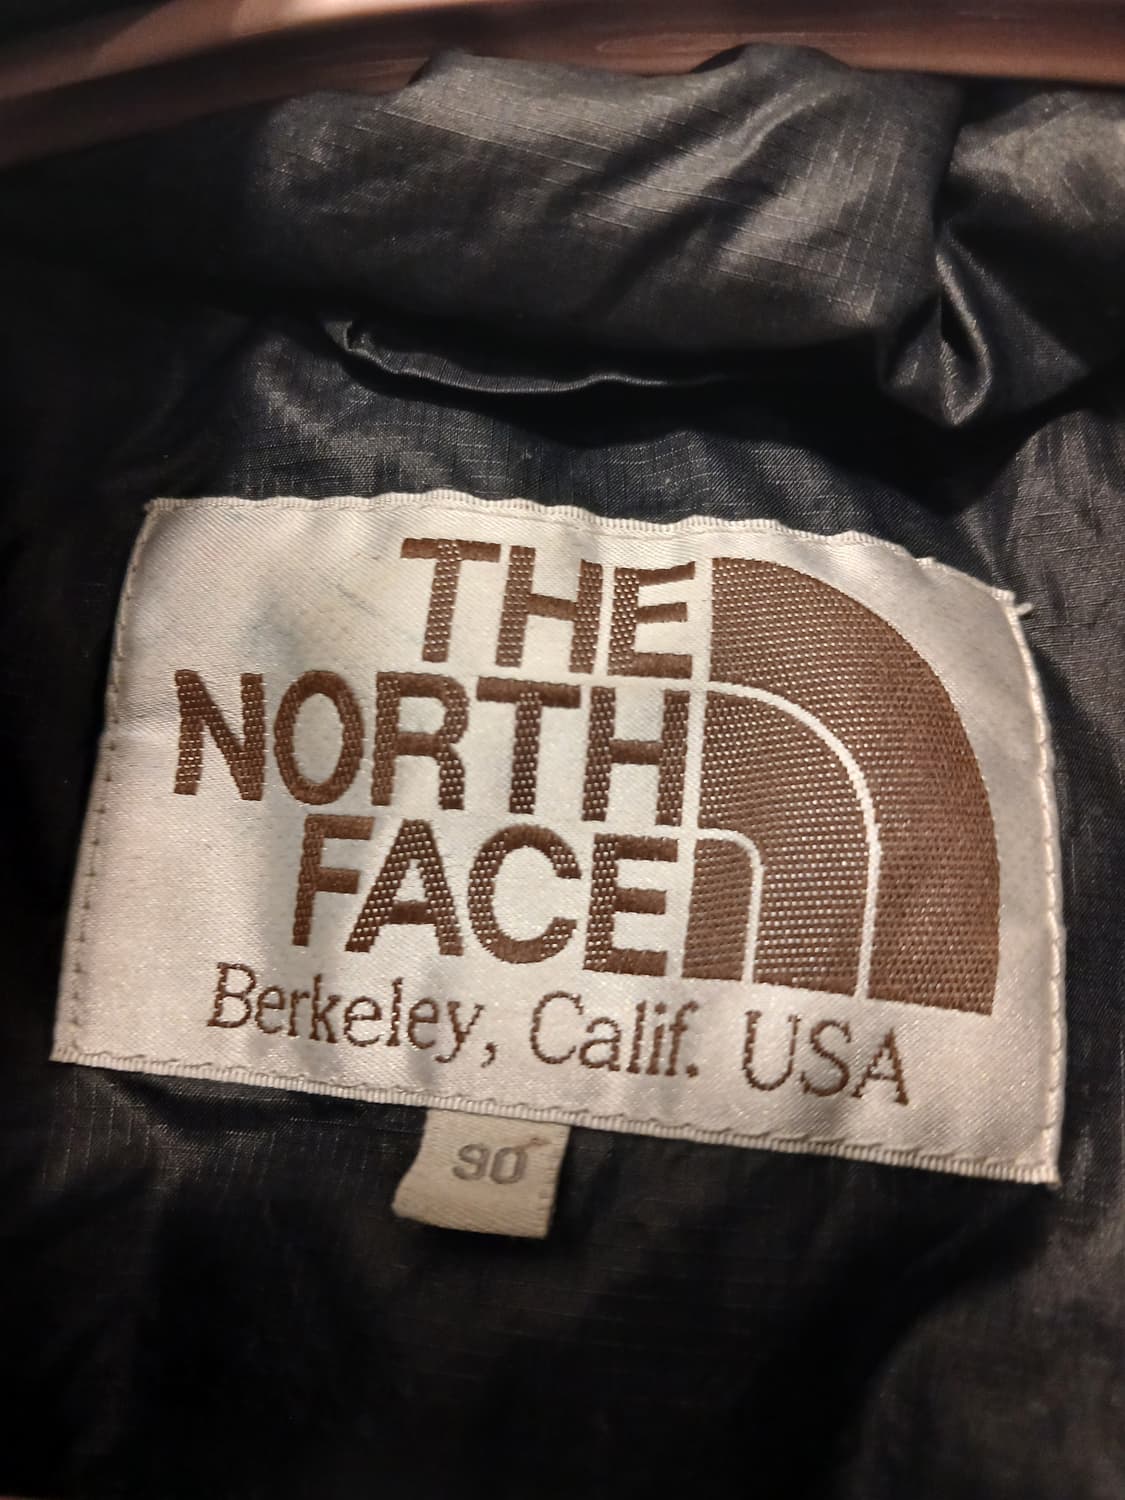 THE
NORTH
FACE
Berkeley, Calif. USA
90